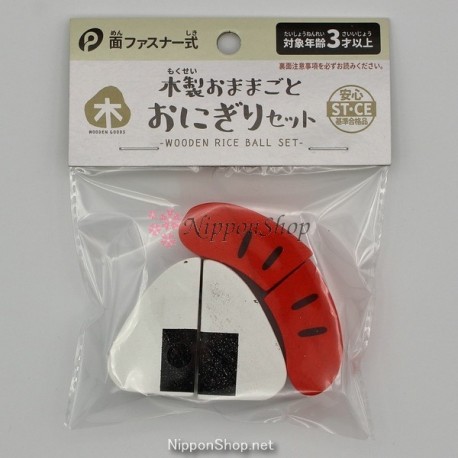 めん しき
P 面ファスナー式
たいしょうねんれい さいいじょう
対象年齢3才以上
裏面注意事項を必ずお読みください。
もくせい
木製おままごと
おにぎりセット
-WOODEN RICE BALL SET-
木
WOODEN GOODS
安心
ST・CE
基準合格品
NipponShop
NipponShop.net